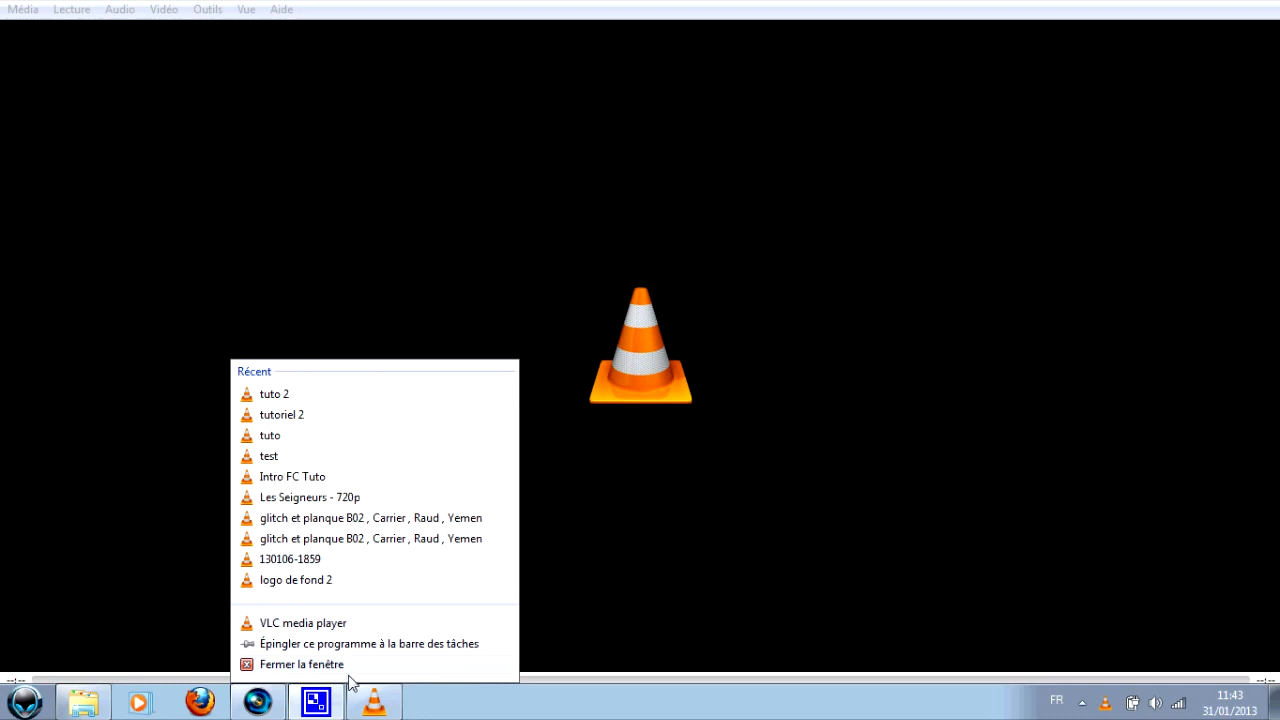 Média Lecture Audio Vidéo Outils Vue Aide
Récent
tuto 2
tutoriel 2
tuto
test
Intro FC Tuto
Les Seigneurs - 720p
glitch et planque B02 , Carrier , Raud , Yemen
glitch et planque B02 , Carrier , Raud , Yemen
130106-1859
logo de fond 2
VLC media player
Épingler ce programme à la barre des tâches
Fermer la fenêtre
--:-- --:--
FR 11:43
31/01/2013